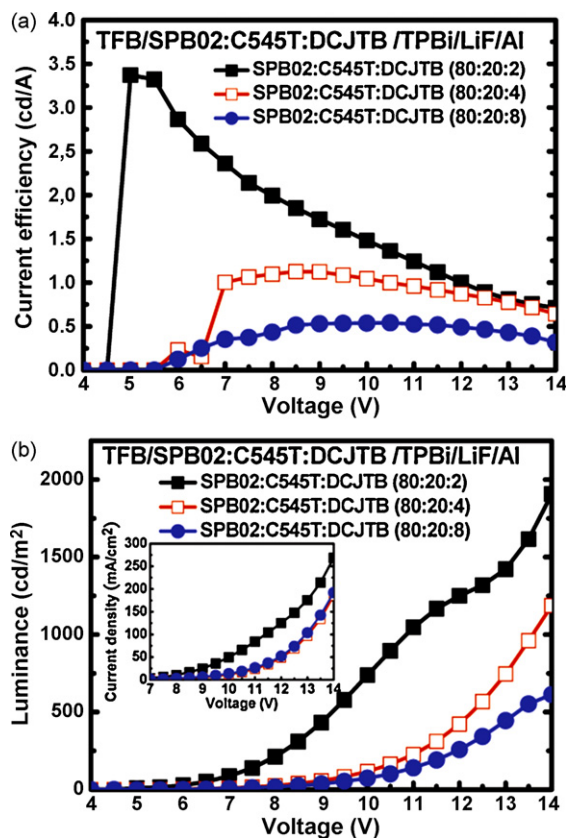 (a)
TFB/SPB02:C545T:DCJTB /TPBi/LiF/Al
SPB02:C545T:DCJTB (80:20:2)
SPB02:C545T:DCJTB (80:20:4)
SPB02:C545T:DCJTB (80:20:8)
Current efficiency (cd/A)
4.0
3.5
3.0
2,5
2.0
1.5
1.0
0.5
0.0
4 5 6 7 8 9 10 11 12 13 14
Voltage (V)
(b)
TFB/SPB02:C545T:DCJTB /TPBi/LiF/Al
SPB02:C545T:DCJTB (80:20:2)
SPB02:C545T:DCJTB (80:20:4)
SPB02:C545T:DCJTB (80:20:8)
Luminance (cd/m2)
2000
1500
1000
500
0
Current density (mA/cm2)
300
250
200
150
100
50
0
7 8 9 10 11 12 13 14
Voltage (V)
4 5 6 7 8 9 10 11 12 13 14
Voltage (V)